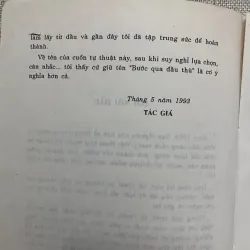 lại lấy từ đầu và gần đây tôi đã tập trung sức để hoàn
thành.
Về tên của cuốn tự thuật này, sau khi suy nghĩ lựa chọn,
cân nhắc... tôi thấy cứ giữ tên "Bước qua đầu thù" là có ý
nghĩa hơn cả.
Tháng 5 năm 1993
TÁC GIẢ